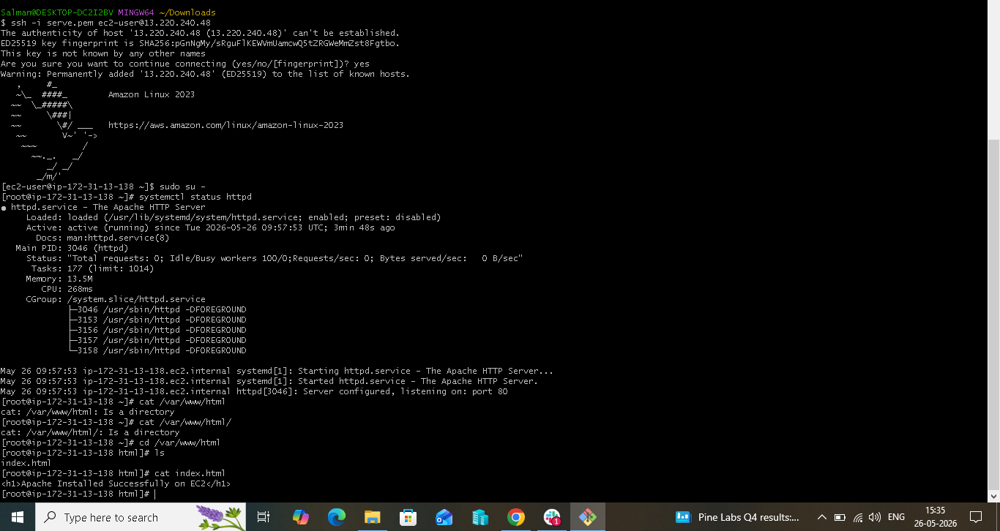 Salman@DESKTOP-DC2I2BV MINGW64 ~/Downloads
$ ssh -i serve.pem ec2-user@13.220.240.48
The authenticity of host '13.220.240.48 (13.220.240.48)' can't be established.
ED25519 key fingerprint is SHA256:pGnNgMy/sRguFlKEWVmUamcwQ5tZRGWeMmZst8Fgtbo.
This key is not known by any other names
Are you sure you want to continue connecting (yes/no/[fingerprint])? yes
Warning: Permanently added '13.220.240.48' (ED25519) to the list of known hosts.
   ,     #_
   ~\_  ####_        Amazon Linux 2023
  ~~  \_#####\
  ~~     \###|
  ~~       \#/ ___   https://aws.amazon.com/linux/amazon-linux-2023
   ~~       V~' '->
    ~~~         /
      ~~._.   _/
         _/ _/
       _/m/'
[ec2-user@ip-172-31-13-138 ~]$ sudo su -
[root@ip-172-31-13-138 ~]# systemctl status httpd
● httpd.service - The Apache HTTP Server
     Loaded: loaded (/usr/lib/systemd/system/httpd.service; enabled; preset: disabled)
     Active: active (running) since Tue 2026-05-26 09:57:53 UTC; 3min 48s ago
       Docs: man:httpd.service(8)
   Main PID: 3046 (httpd)
     Status: "Total requests: 0; Idle/Busy workers 100/0;Requests/sec: 0; Bytes served/sec:   0 B/sec"
      Tasks: 177 (limit: 1014)
     Memory: 13.5M
        CPU: 268ms
     CGroup: /system.slice/httpd.service
             ├─3046 /usr/sbin/httpd -DFOREGROUND
             ├─3153 /usr/sbin/httpd -DFOREGROUND
             ├─3156 /usr/sbin/httpd -DFOREGROUND
             ├─3157 /usr/sbin/httpd -DFOREGROUND
             └─3158 /usr/sbin/httpd -DFOREGROUND
May 26 09:57:53 ip-172-31-13-138.ec2.internal systemd[1]: Starting httpd.service - The Apache HTTP Server...
May 26 09:57:53 ip-172-31-13-138.ec2.internal systemd[1]: Started httpd.service - The Apache HTTP Server.
May 26 09:57:53 ip-172-31-13-138.ec2.internal httpd[3046]: Server configured, listening on: port 80
[root@ip-172-31-13-138 ~]# cat /var/www/html
cat: /var/www/html: Is a directory
[root@ip-172-31-13-138 ~]# cat /var/www/html/
cat: /var/www/html/: Is a directory
[root@ip-172-31-13-138 ~]# cd /var/www/html
[root@ip-172-31-13-138 html]# ls
index.html
[root@ip-172-31-13-138 html]# cat index.html
<h1>Apache Installed Successfully on EC2</h1>
[root@ip-172-31-13-138 html]#
Type here to search
1
Pine Labs Q4 results:...
ENG
15:35
26-05-2026